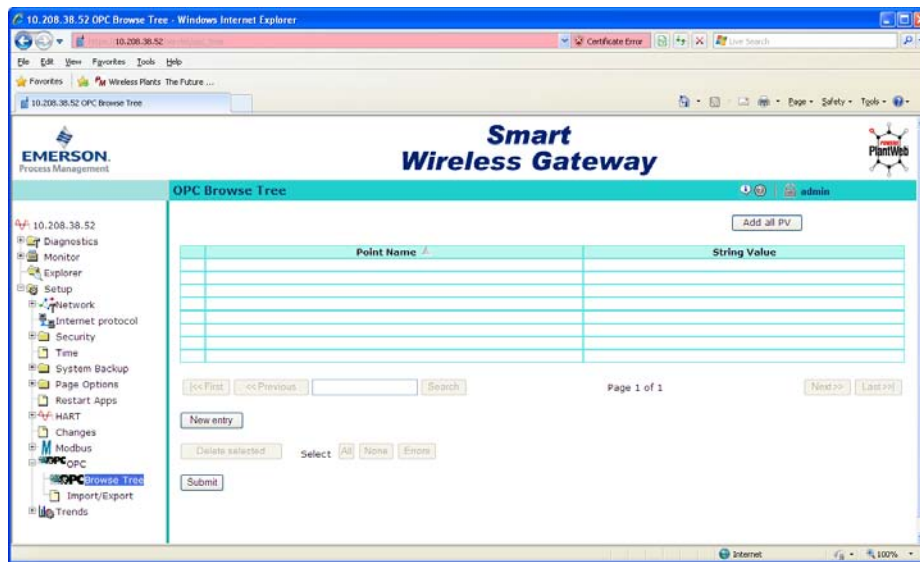 10.208.38.52 OPC Browse Tree - Windows Internet Explorer
10.208.38.52
Certificate Error
Live Search
File Edit View Favorites Tools Help
Favorites Wireless Plants The Future ...
10.208.38.52 OPC Browse Tree
Page Safety Tools
EMERSON.
Process Management
Smart
Wireless Gateway
PlantWeb
OPC Browse Tree
admin
10.208.38.52
Diagnostics
Monitor
Explorer
Setup
Network
Internet protocol
Security
Time
System Backup
Page Options
Restart Apps
HART
Changes
Modbus
OPC OPC
OPC Browse Tree
Import/Export
Trends
Add all PV
Point Name String Value
|<< First << Previous Search Page 1 of 1 Next >> Last >>|
New entry
Delete selected Select All None Errors
Submit
Internet 100%